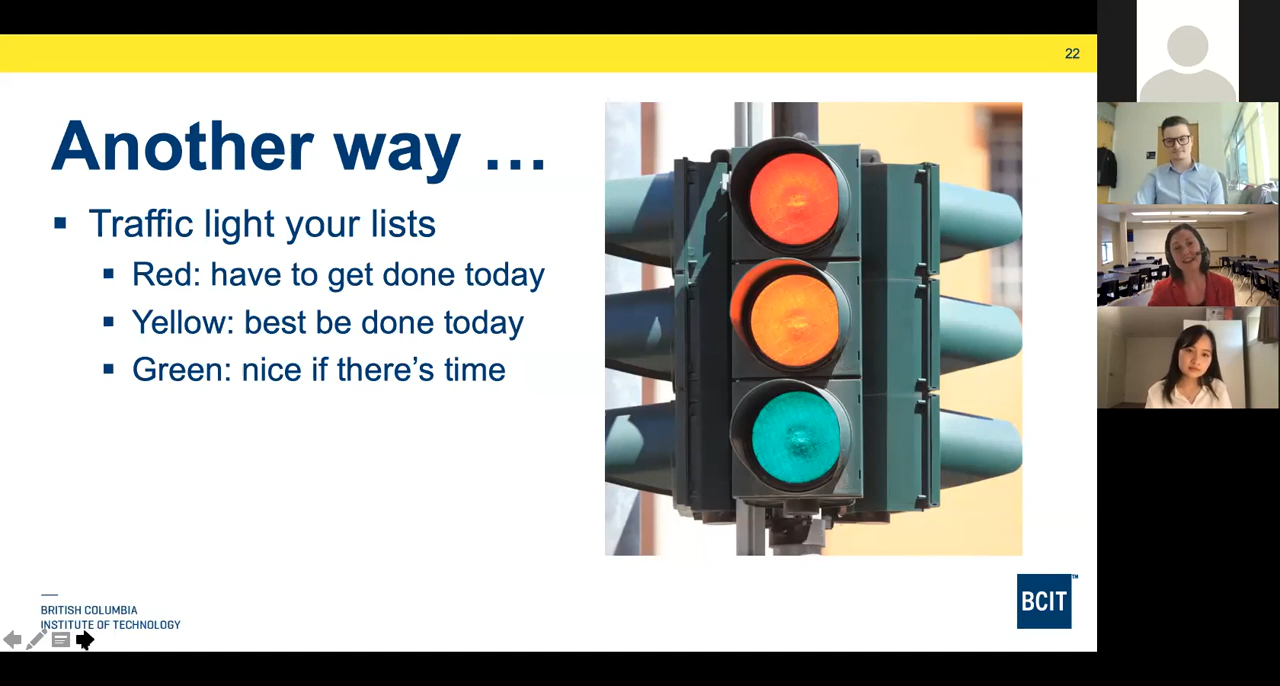 22
Another way …
▪ Traffic light your lists
▪ Red: have to get done today
▪ Yellow: best be done today
▪ Green: nice if there’s time
BRITISH COLUMBIA
INSTITUTE OF TECHNOLOGY
BCIT™